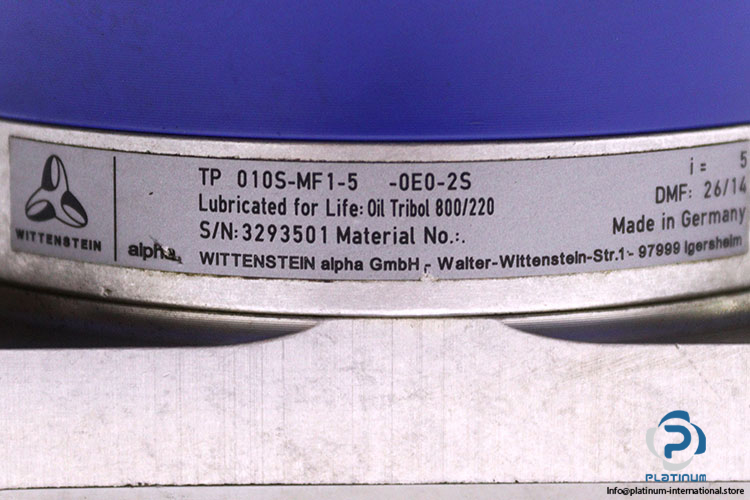 TP 010S-MF1-5 -0E0-2S
i = 5
Lubricated for Life: Oil Tribol 800/220
DMF: 26/14
S/N: 3293501 Material No.:.
Made in Germany
WITTENSTEIN
alpha
WITTENSTEIN alpha GmbH - Walter-Wittenstein-Str.1 - 97999 Igersheim
PLATINUM
Info@platinum-international.store